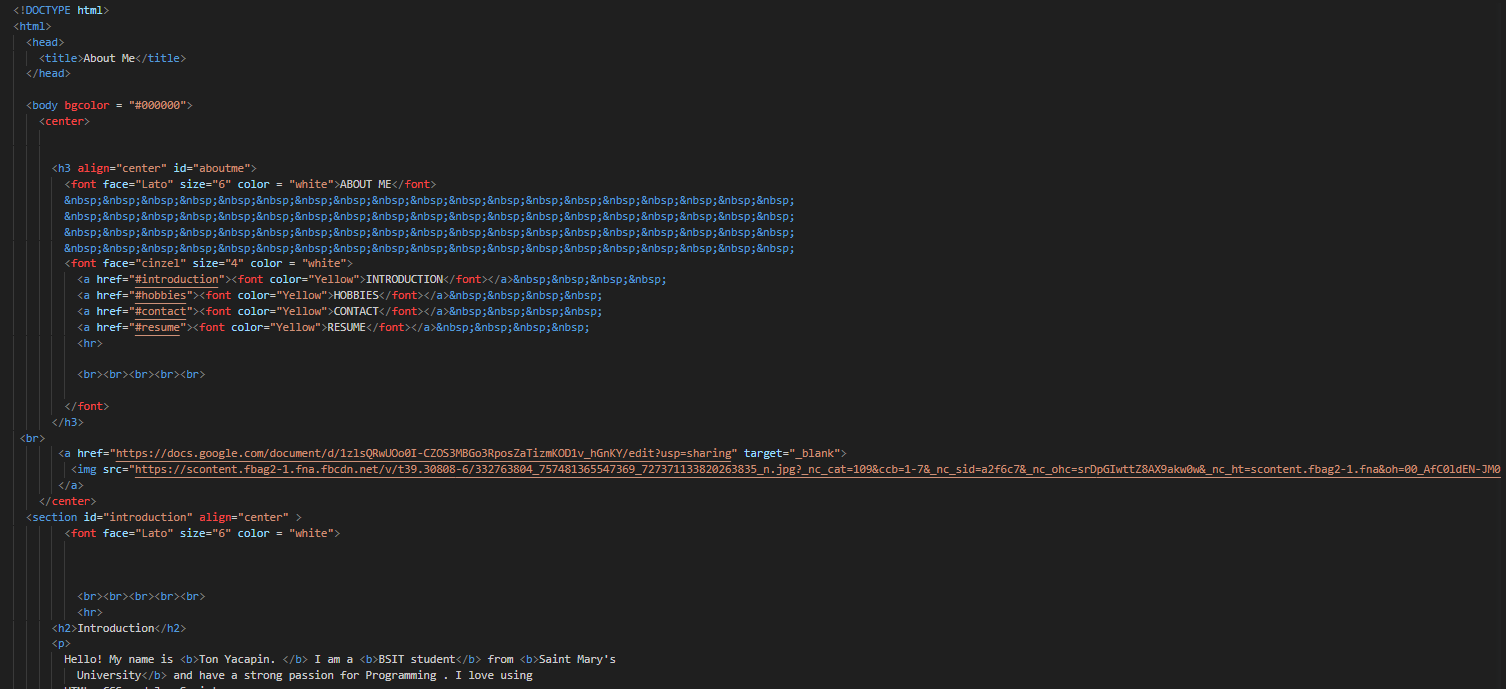 <!DOCTYPE html>
<html>
<head>
<title>About Me</title>
</head>
<body bgcolor = "#000000">
<center>
<h3 align="center" id="aboutme">
<font face="Lato" size="6" color = "white">ABOUT ME</font>
&nbsp;&nbsp;&nbsp;&nbsp;&nbsp;&nbsp;&nbsp;&nbsp;&nbsp;&nbsp;&nbsp;&nbsp;&nbsp;&nbsp;&nbsp;&nbsp;&nbsp;&nbsp;&nbsp;
&nbsp;&nbsp;&nbsp;&nbsp;&nbsp;&nbsp;&nbsp;&nbsp;&nbsp;&nbsp;&nbsp;&nbsp;&nbsp;&nbsp;&nbsp;&nbsp;&nbsp;&nbsp;&nbsp;
&nbsp;&nbsp;&nbsp;&nbsp;&nbsp;&nbsp;&nbsp;&nbsp;&nbsp;&nbsp;&nbsp;&nbsp;&nbsp;&nbsp;&nbsp;&nbsp;&nbsp;&nbsp;&nbsp;
&nbsp;&nbsp;&nbsp;&nbsp;&nbsp;&nbsp;&nbsp;&nbsp;&nbsp;&nbsp;&nbsp;&nbsp;&nbsp;&nbsp;&nbsp;&nbsp;&nbsp;&nbsp;&nbsp;
<font face="cinzel" size="4" color = "white">
<a href="#introduction"><font color="Yellow">INTRODUCTION</font></a>&nbsp;&nbsp;&nbsp;&nbsp;
<a href="#hobbies"><font color="Yellow">HOBBIES</font></a>&nbsp;&nbsp;&nbsp;&nbsp;
<a href="#contact"><font color="Yellow">CONTACT</font></a>&nbsp;&nbsp;&nbsp;&nbsp;
<a href="#resume"><font color="Yellow">RESUME</font></a>&nbsp;&nbsp;&nbsp;&nbsp;
<hr>
<br><br><br><br><br>
</font>
</h3>
<br>
<a href="https://docs.google.com/document/d/1zlsQRwUOo0I-CZOS3MBGo3RposZaTizmKOD1v_hGnKY/edit?usp=sharing" target="_blank">
<img src="https://scontent.fbag2-1.fna.fbcdn.net/v/t39.30808-6/332763804_757481365547369_727371133820263835_n.jpg?_nc_cat=109&ccb=1-7&_nc_sid=a2f6c7&_nc_ohc=srDpGIwttZ8AX9akw0w&_nc_ht=scontent.fbag2-1.fna&oh=00_AfC0ldEN-JM0
</a>
</center>
<section id="introduction" align="center" >
<font face="Lato" size="6" color = "white">
<br><br><br><br><br>
<hr>
<h2>Introduction</h2>
<p>
Hello! My name is <b>Ton Yacapin. </b> I am a <b>BSIT student</b> from <b>Saint Mary's
University</b> and have a strong passion for Programming . I love using